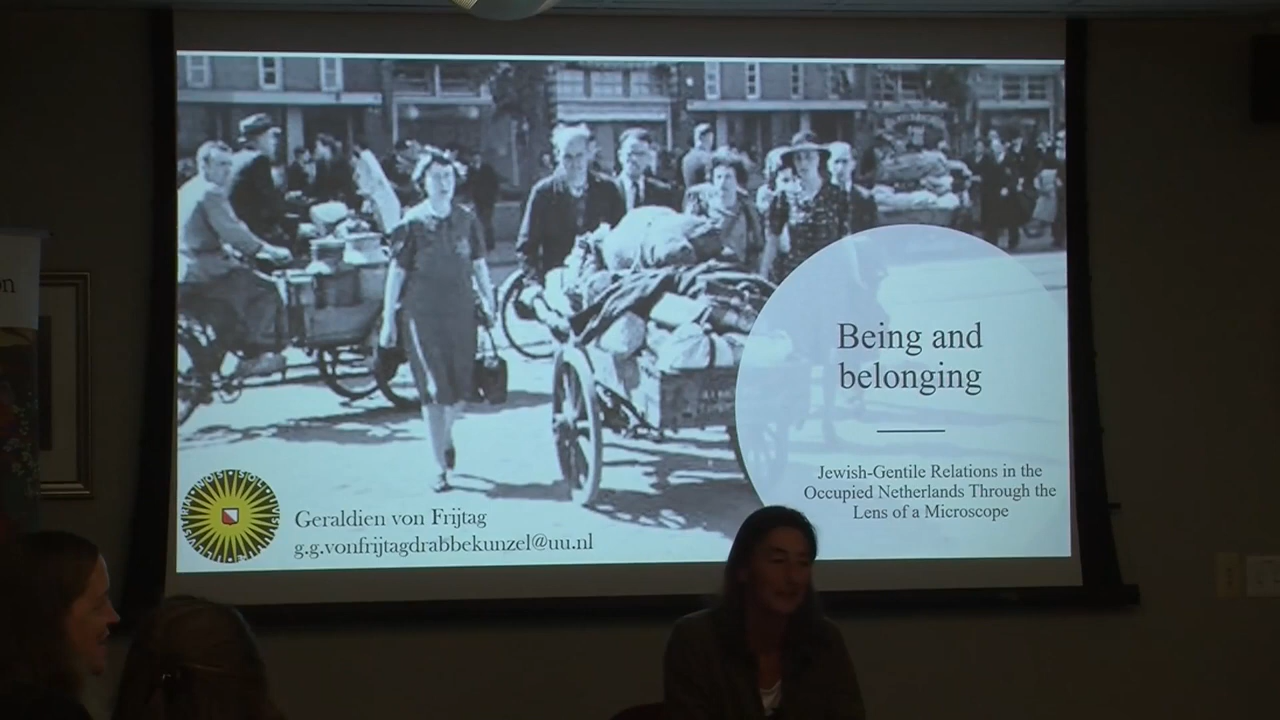 on
Being and
belonging
Jewish-Gentile Relations in the
Occupied Netherlands Through the
Lens of a Microscope
Geraldien von Frijtag
g.g.vonfrijtagdrabbekunzel@uu.nl